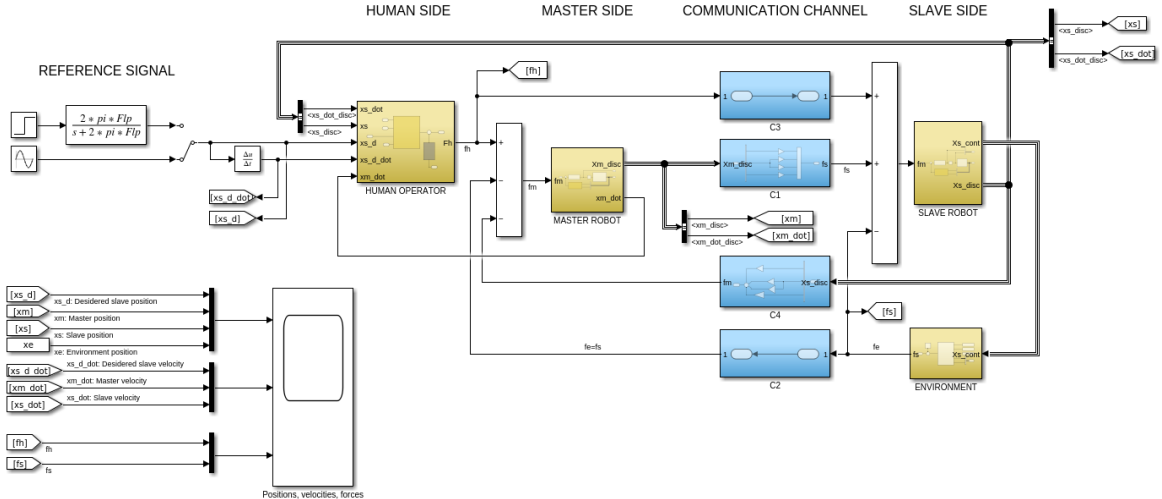 HUMAN SIDE
MASTER SIDE
COMMUNICATION CHANNEL
SLAVE SIDE
[xs]
<xs_disc>
[xs_dot]
<xs_dot_disc>
REFERENCE SIGNAL
[fh]
2 * pi * Flp
s + 2 * pi * Flp
<xs_dot_disc>
<xs_disc>
xs_dot
xs
xs_d
xs_d_dot
xm_dot
Fh
fh
HUMAN OPERATOR
Δu
Δt
[xs_d_dot]
[xs_d]
+
−
−
fm
fm
Xm_disc
xm_dot
MASTER ROBOT
1
1
C3
Xm_disc
fs
fs
C1
<xm_disc>
[xm]
<xm_dot_disc>
[xm_dot]
+
+
−
fm
Xs_cont
Xs_disc
SLAVE ROBOT
fm
Xs_disc
C4
[fs]
fe=fs
1
1
C2
fe
fs
Xs_cont
ENVIRONMENT
[xs_d]
xs_d: Desidered slave position
[xm]
xm: Master position
[xs]
xs: Slave position
xe
xe: Environment position
[xs_d_dot]
xs_d_dot: Desidered slave velocity
[xm_dot]
xm_dot: Master velocity
[xs_dot]
xs_dot: Slave velocity
[fh]
fh
[fs]
fs
Positions, velocities, forces